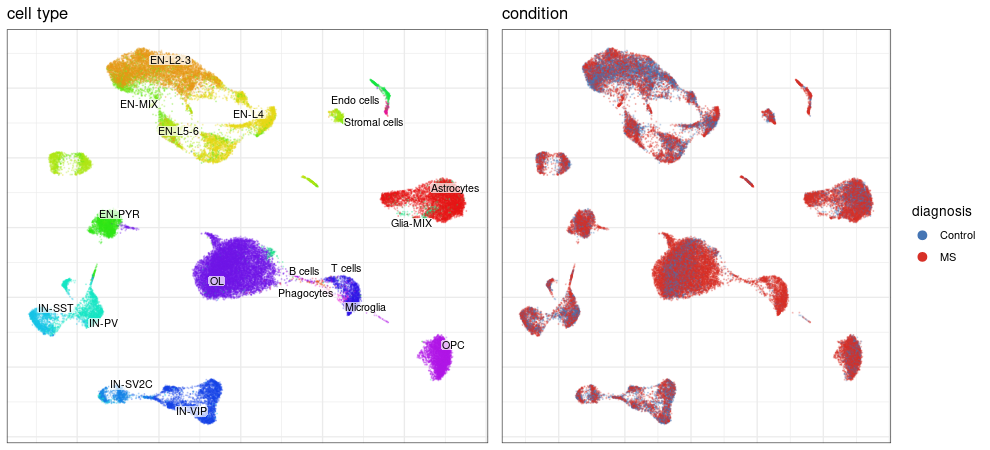 cell type
condition
EN-L2-3
EN-MIX
EN-L4
EN-L5-6
Endo cells
Stromal cells
Astrocytes
Glia-MIX
EN-PYR
OL
B cells
T cells
Phagocytes
Microglia
IN-SST
IN-PV
OPC
IN-SV2C
IN-VIP
diagnosis
Control
MS